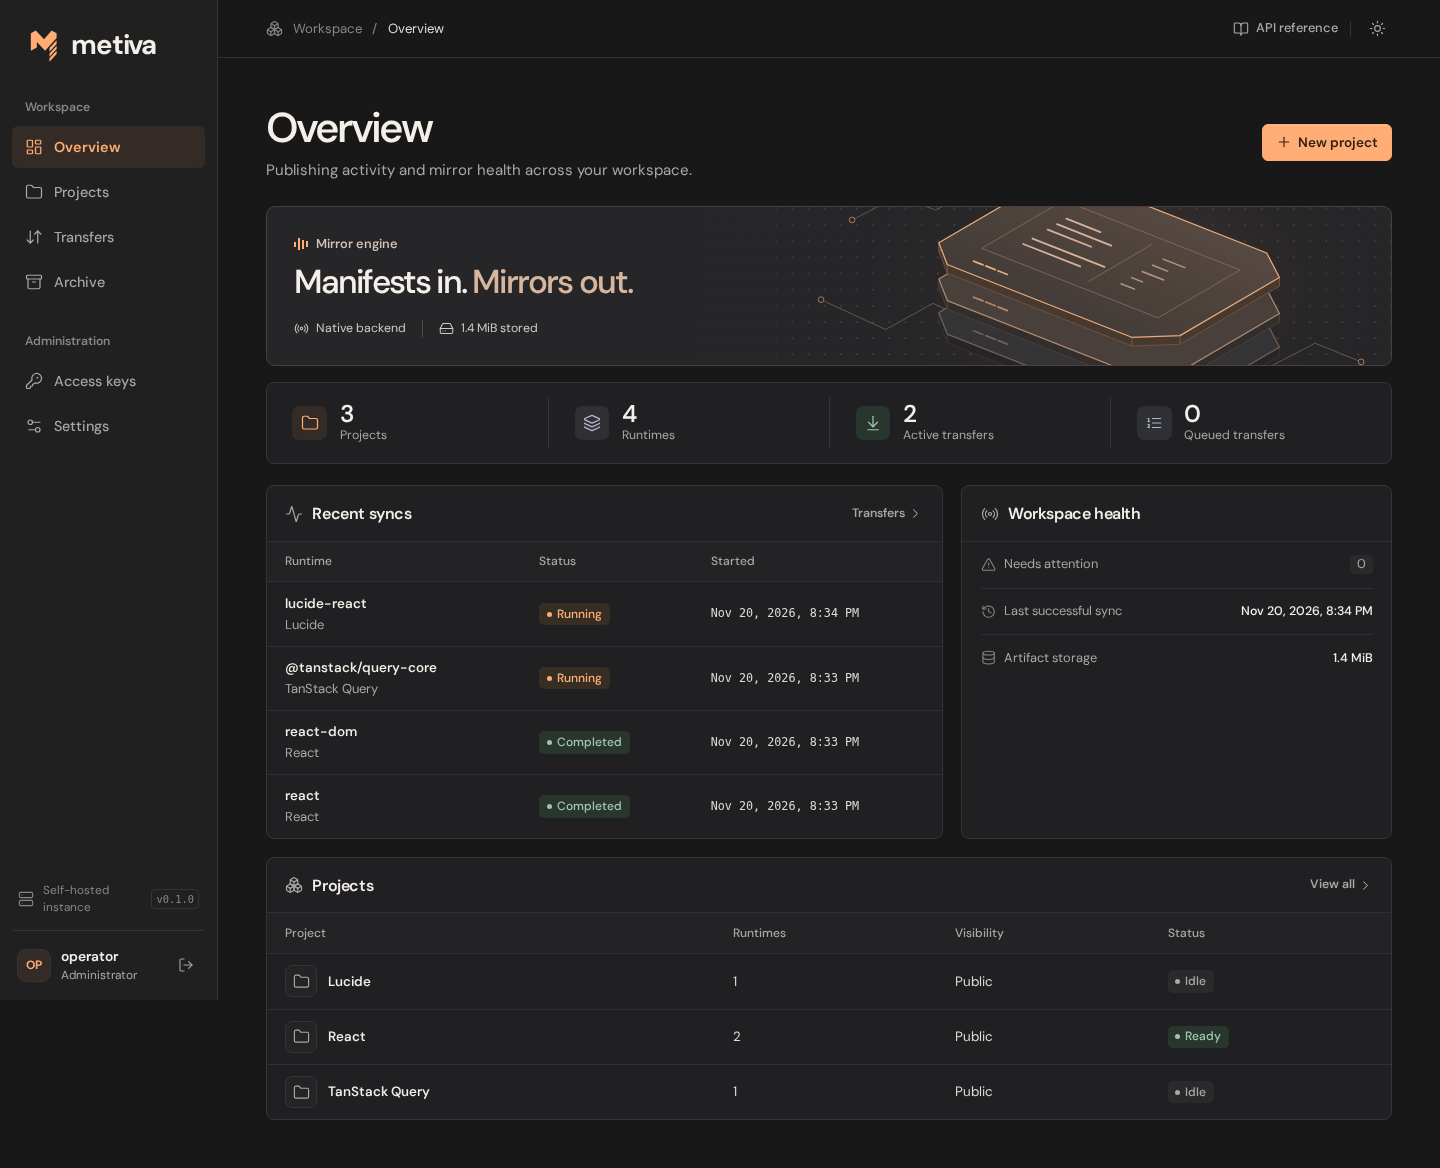 metiva
Workspace
Overview
Projects
Transfers
Archive
Administration
Access keys
Settings
Self-hosted
instance
v0.1.0
OP
operator
Administrator
Workspace / Overview
API reference
Overview
Publishing activity and mirror health across your workspace.
New project
Mirror engine
Manifests in. Mirrors out.
Native backend
1.4 MiB stored
3
Projects
4
Runtimes
2
Active transfers
0
Queued transfers
Recent syncs
Transfers
Runtime Status Started
lucide-react
Lucide
Running
Nov 20, 2026, 8:34 PM
@tanstack/query-core
TanStack Query
Running
Nov 20, 2026, 8:33 PM
react-dom
React
Completed
Nov 20, 2026, 8:33 PM
react
React
Completed
Nov 20, 2026, 8:33 PM
Workspace health
Needs attention 0
Last successful sync Nov 20, 2026, 8:34 PM
Artifact storage 1.4 MiB
Projects
View all
Project Runtimes Visibility Status
Lucide 1 Public Idle
React 2 Public Ready
TanStack Query 1 Public Idle